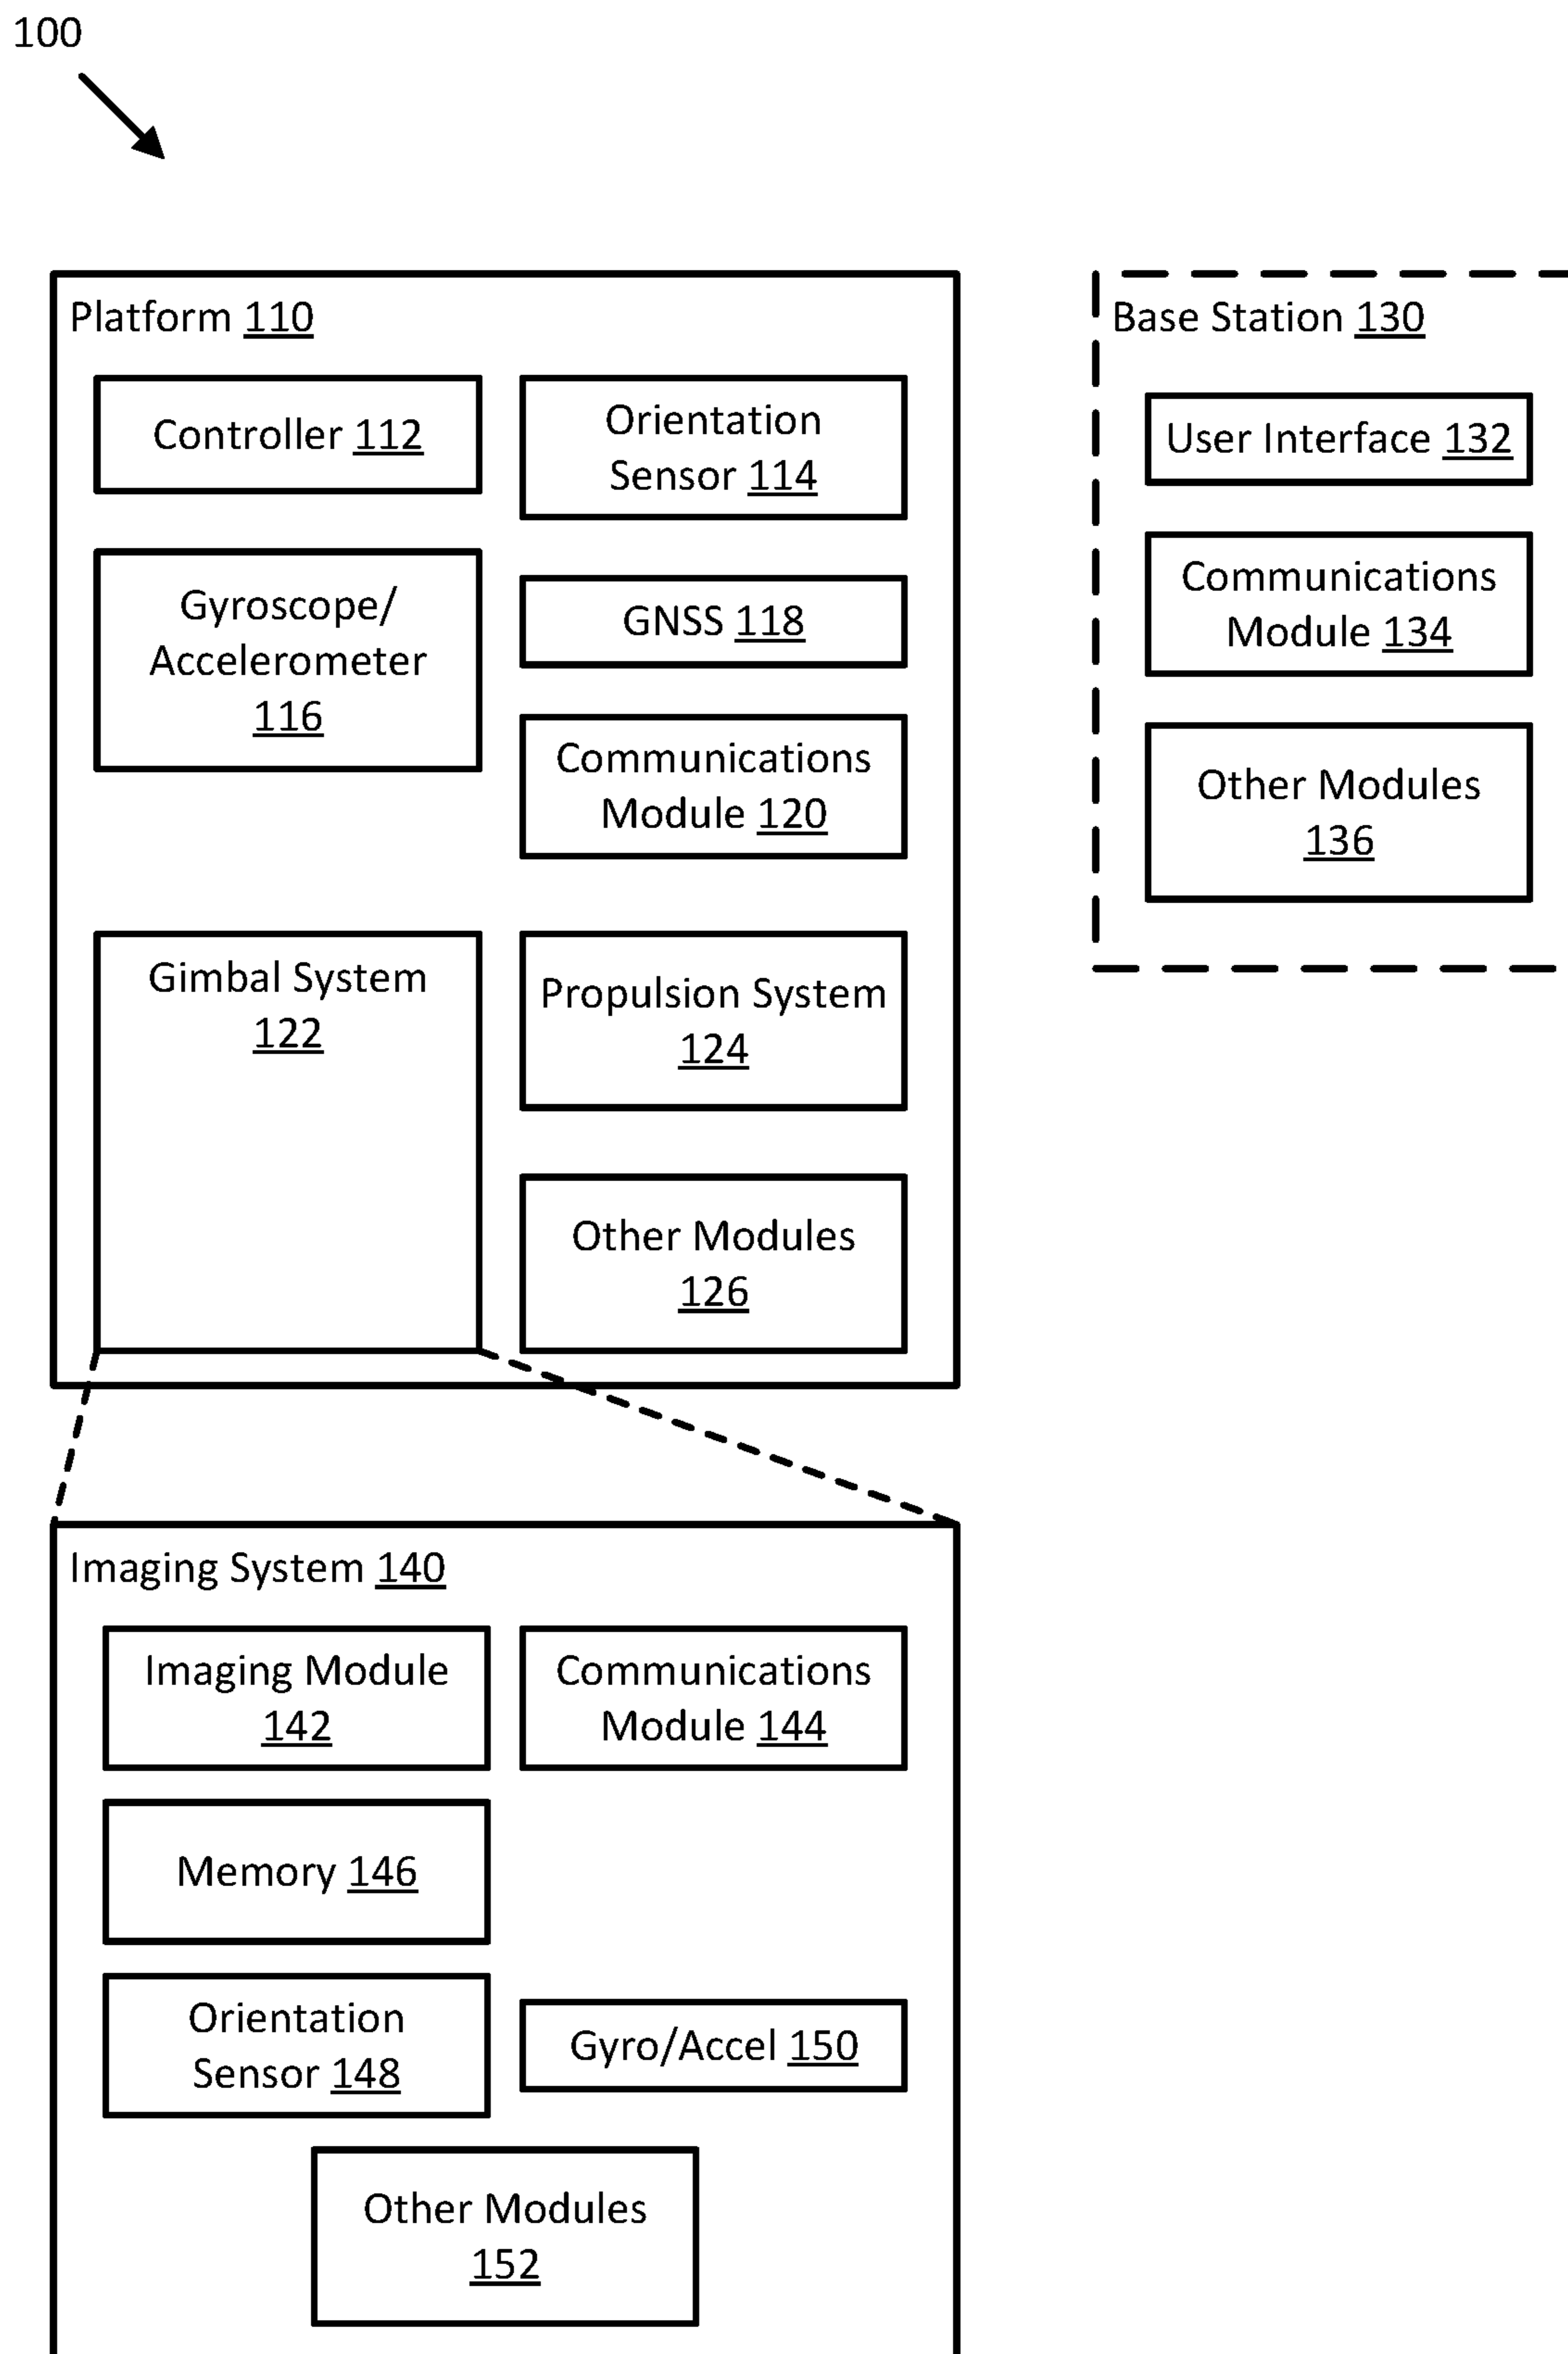 100
Platform 110
Controller 112
Orientation
Sensor 114
Gyroscope/
Accelerometer
116
GNSS 118
Communications
Module 120
Gimbal System
122
Propulsion System
124
Other Modules
126
Base Station 130
User Interface 132
Communications
Module 134
Other Modules
136
Imaging System 140
Imaging Module
142
Communications
Module 144
Memory 146
Orientation
Sensor 148
Gyro/Accel 150
Other Modules
152